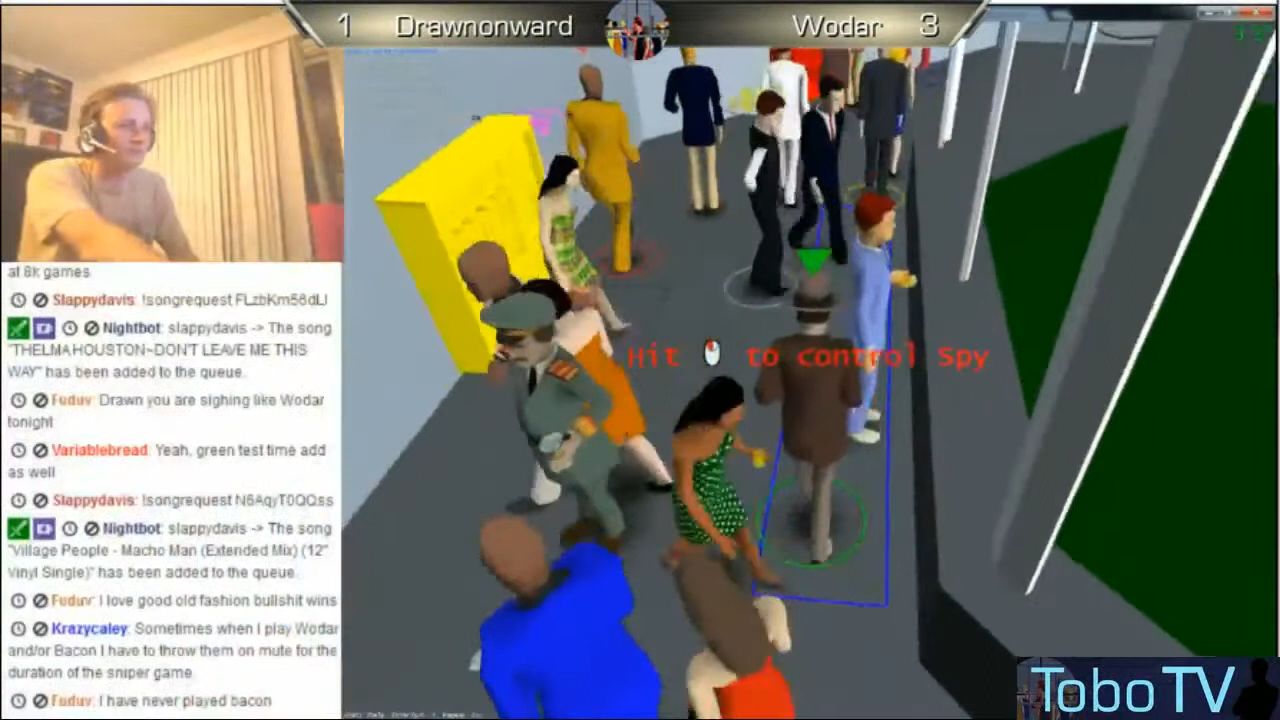 1 Drawnonward Wodar 3
at 8k games
Slappydavis: !songrequest FLzbKm56dLI
Nightbot: slappydavis -> The song
"THELMA HOUSTON~DON'T LEAVE ME THIS
WAY" has been added to the queue.
Fuduv: Drawn you are sighing like Wodar
tonight
Variablebread: Yeah, green test time add
as well
Slappydavis: !songrequest N6AqyT0QQss
Nightbot: slappydavis -> The song
"Village People - Macho Man (Extended Mix) (12"
Vinyl Single)" has been added to the queue.
Fuduv: I love good old fashion bullshit wins
Krazycaley: Sometimes when I play Wodar
and/or Bacon I have to throw them on mute for the
duration of the sniper game
Fuduv: I have never played bacon
Hit to control Spy
Tobo TV